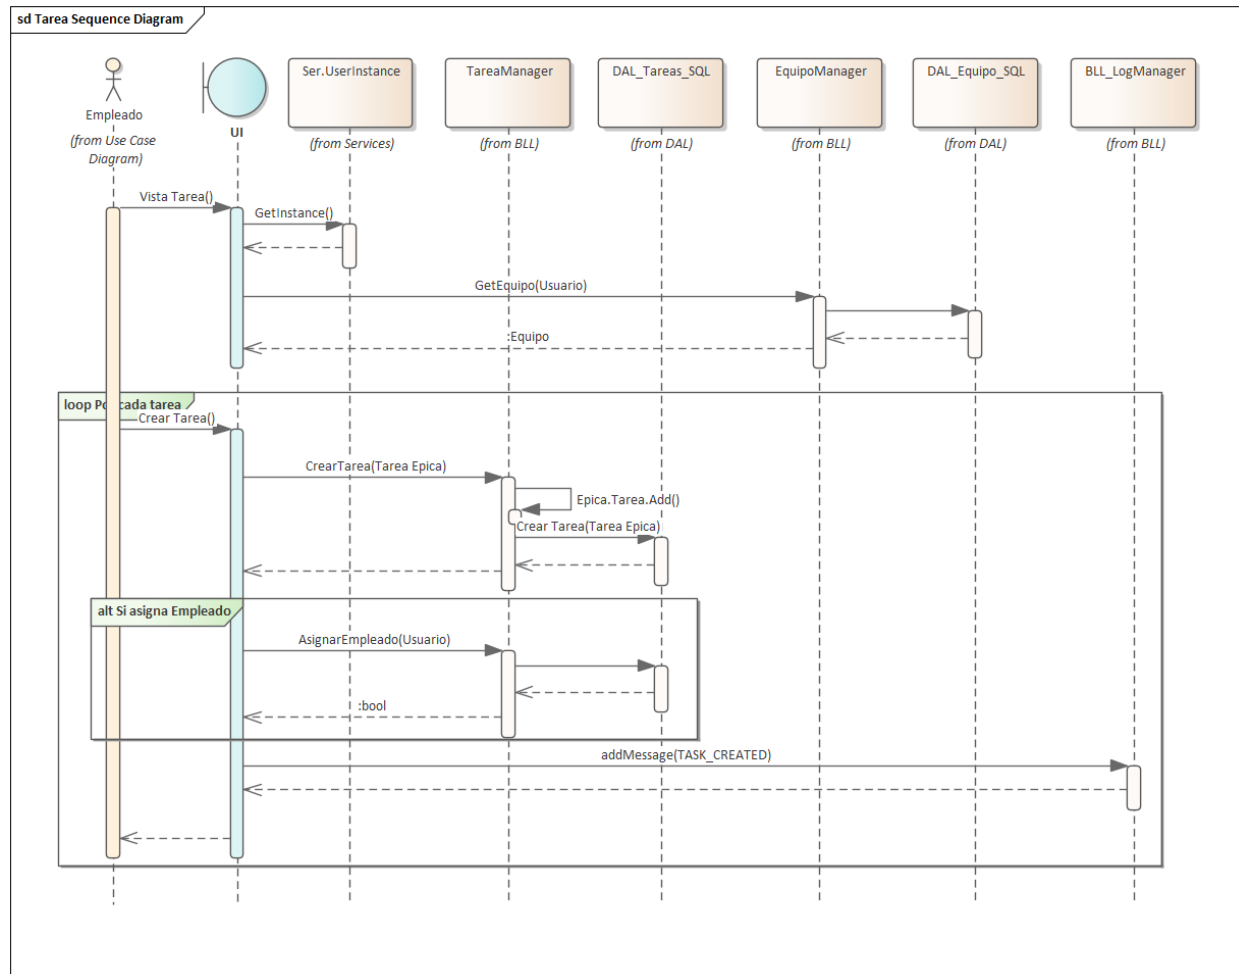 sd Tarea Sequence Diagram
Ser.UserInstance
TareaManager
DAL_Tareas_SQL
EquipoManager
DAL_Equipo_SQL
BLL_LogManager
Empleado
(from Use Case
Diagram)
UI
(from Services)
(from BLL)
(from DAL)
(from BLL)
(from DAL)
(from BLL)
Vista Tarea()
GetInstance()
GetEquipo(Usuario)
:Equipo
loop Por cada tarea
Crear Tarea()
CrearTarea(Tarea Epica)
Epica.Tarea.Add()
Crear Tarea(Tarea Epica)
alt Si asigna Empleado
AsignarEmpleado(Usuario)
:bool
addMessage(TASK_CREATED)